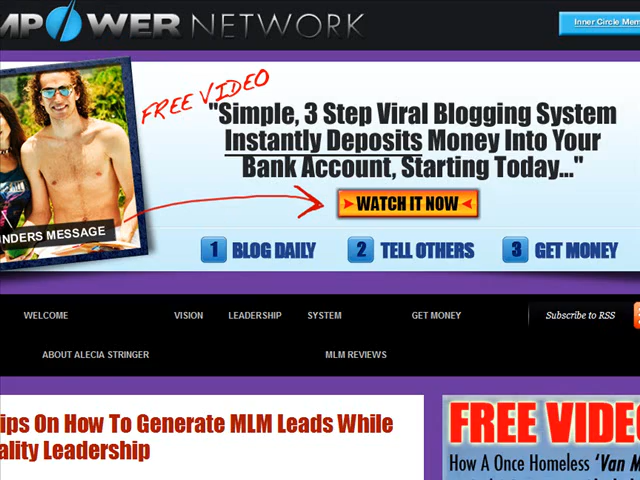 MPOWER NETWORK
Inner Circle Mem
FREE VIDEO
"Simple, 3 Step Viral Blogging System
Instantly Deposits Money Into Your
Bank Account, Starting Today..."
WATCH IT NOW
NDERS MESSAGE
1 BLOG DAILY 2 TELL OTHERS 3 GET MONEY
WELCOME VISION LEADERSHIP SYSTEM GET MONEY Subscribe to RSS
ABOUT ALECIA STRINGER MLM REVIEWS
ips On How To Generate MLM Leads While
ality Leadership
FREE VIDEO
How A Once Homeless 'Van M